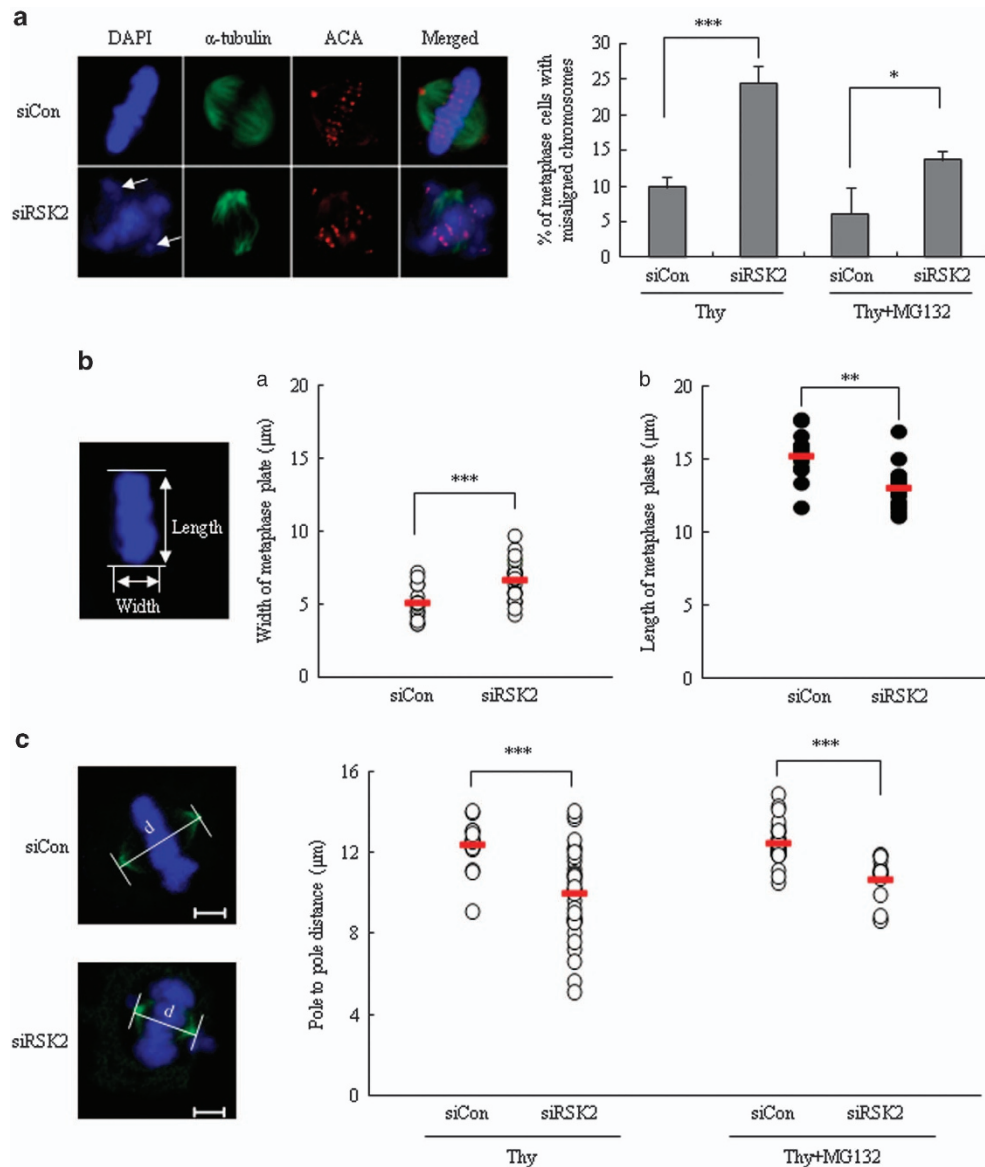 a
DAPI α-tubulin ACA Merged
siCon
siRSK2
% of metaphase cells with
misaligned chromosomes
30
25
20
15
10
5
0
***
*
siCon siRSK2 siCon siRSK2
Thy Thy+MG132
b
Length
Width
a
Width of metaphase plate (μm)
20
15
10
5
0
***
siCon siRSK2
b
Length of metaphase plaste (μm)
20
15
10
5
0
**
siCon siRSK2
c
siCon
d
siRSK2
d
Pole to pole distance (μm)
16
12
8
4
0
***
***
siCon siRSK2 siCon siRSK2
Thy Thy+MG132